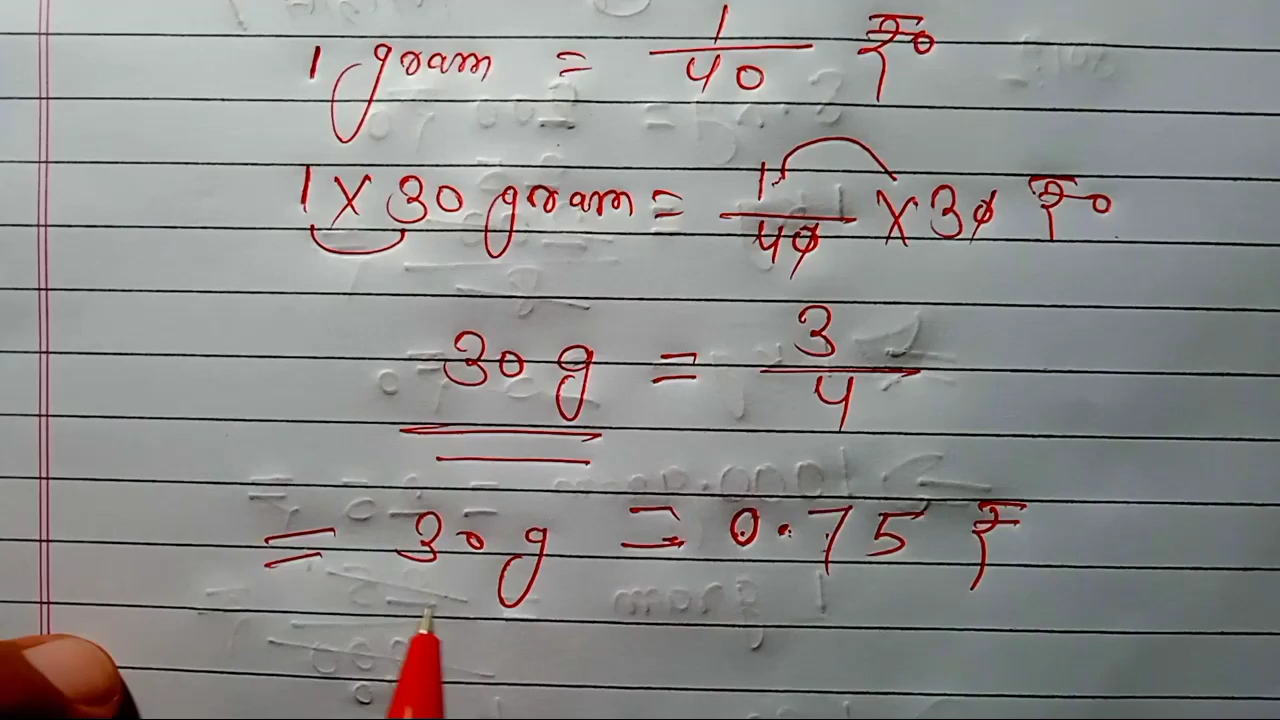 1 gram = 1/40 रु०
1 X 30 gram = 1/40 X 30 रु०
30 g = 3/4
= 30 g = 0.75 ₹